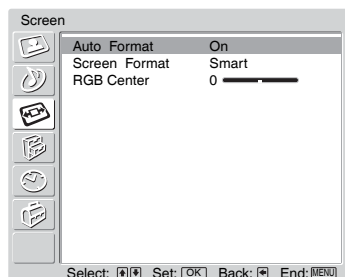 Screen
Auto Format On
Screen Format Smart
RGB Center 0
Select: Set: OK Back: End: MENU